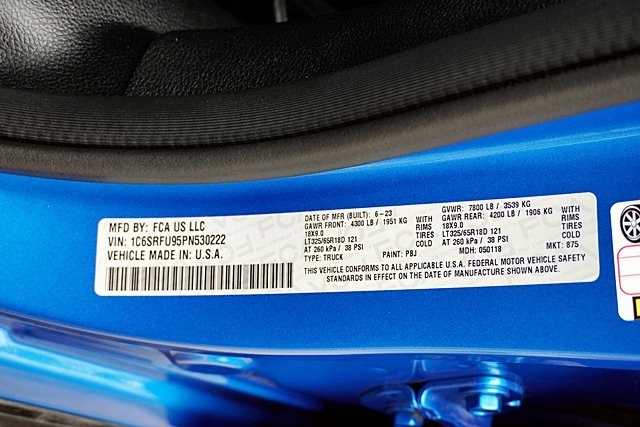 MFD BY: FCA US LLC
VIN: 1C6SRFU95PN530222
VEHICLE MADE IN: U.S.A.
DATE OF MFR (BUILT): 6-23
GAWR FRONT: 4300 LB / 1951 KG WITH
18X9.0 RIMS
LT325/65R18D 121 TIRES
AT 260 kPa / 38 PSI COLD
TYPE: TRUCK PAINT: PBJ
GVWR: 7800 LB / 3539 KG
GAWR REAR: 4200 LB / 1906 KG WITH
18X9.0 RIMS
LT325/65R18D 121 TIRES
AT 260 kPa / 38 PSI COLD
MDH: 050118 MKT: 875
THIS VEHICLE CONFORMS TO ALL APPLICABLE U.S.A. FEDERAL MOTOR VEHICLE SAFETY
STANDARDS IN EFFECT ON THE DATE OF MANUFACTURE SHOWN ABOVE.